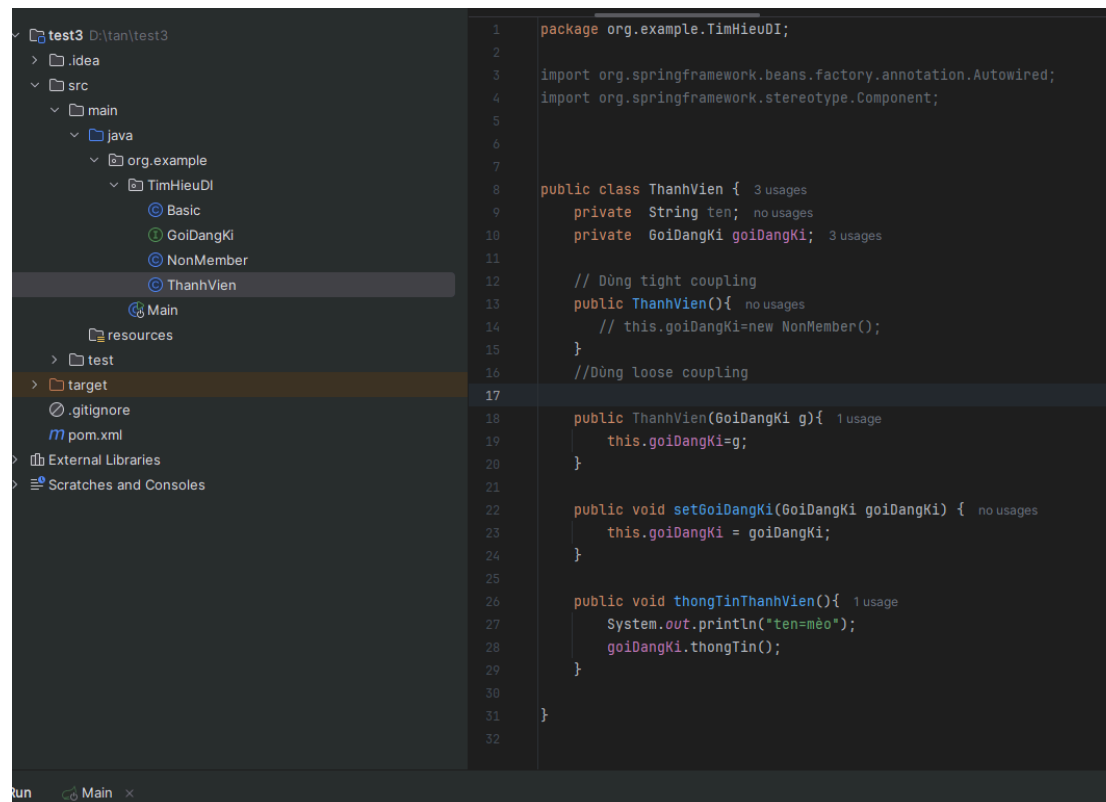 test3 D:\tan\test3
.idea
src
main
java
org.example
TimHieuDI
Basic
GoiDangKi
NonMember
ThanhVien
Main
resources
test
target
.gitignore
pom.xml
External Libraries
Scratches and Consoles
1 package org.example.TimHieuDI;
2
3 import org.springframework.beans.factory.annotation.Autowired;
4 import org.springframework.stereotype.Component;
5
6
7
8 public class ThanhVien { 3 usages
9 private  String ten; no usages
10 private  GoiDangKi goiDangKi; 3 usages
11
12 // Dùng tight coupling
13 public ThanhVien(){ no usages
14 // this.goiDangKi=new NonMember();
15 }
16 //Dùng loose coupling
17
18 public ThanhVien(GoiDangKi g){ 1 usage
19 this.goiDangKi=g;
20 }
21
22 public void setGoiDangKi(GoiDangKi goiDangKi) { no usages
23 this.goiDangKi = goiDangKi;
24 }
25
26 public void thongTinThanhVien(){ 1 usage
27 System.out.println("ten=mèo");
28 goiDangKi.thongTin();
29 }
30
31 }
32
Run Main